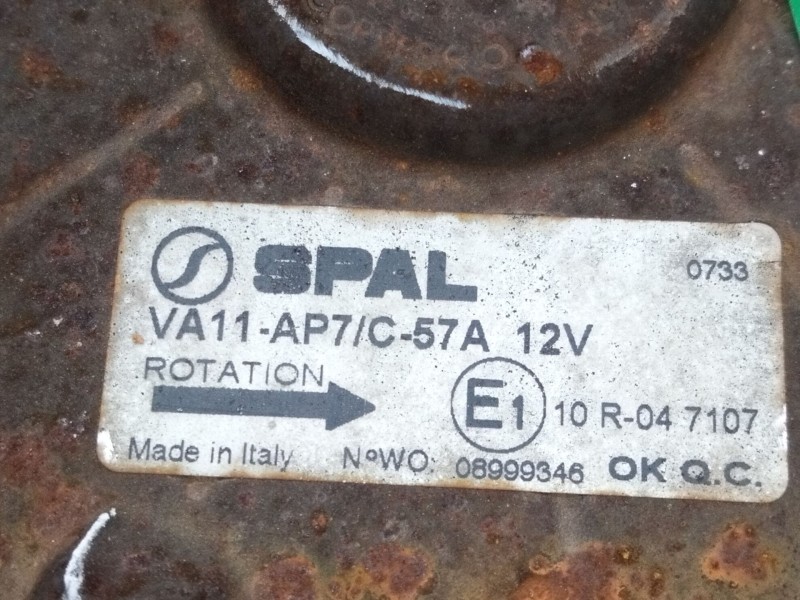 SPAL 0733
VA11-AP7/C-57A 12V
ROTATION
E1 10 R-04 7107
Made in Italy NºWO: 08999346 OK Q.C.